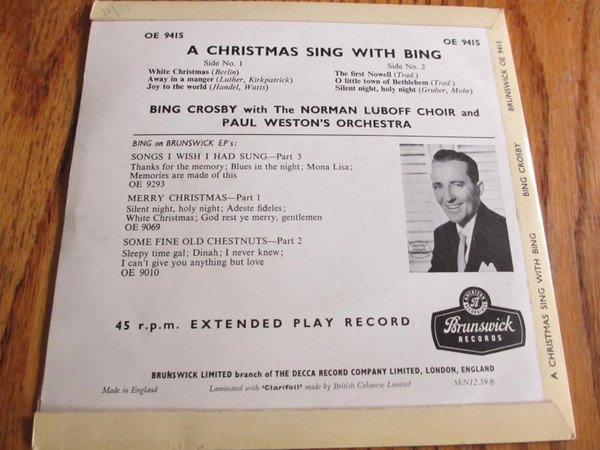 OE 9415
OE 9415
A CHRISTMAS SING WITH BING
Side No. 1
White Christmas (Berlin)
Away in a manger (Luther, Kirkpatrick)
Joy to the world (Handel, Watts)
Side No. 2
The first Nowell (Trad.)
O little town of Bethlehem (Trad.)
Silent night, holy night (Gruber, Mohr)
BING CROSBY with The NORMAN LUBOFF CHOIR and
PAUL WESTON'S ORCHESTRA
BING on BRUNSWICK EP's:
SONGS I WISH I HAD SUNG—Part 3
Thanks for the memory; Blues in the night; Mona Lisa;
Memories are made of this
OE 9293
MERRY CHRISTMAS—Part 1
Silent night, holy night; Adeste fideles;
White Christmas; God rest ye merry, gentlemen
OE 9069
SOME FINE OLD CHESTNUTS—Part 2
Sleepy time gal; Dinah; I never knew;
I can't give you anything but love
OE 9010
45 r.p.m. EXTENDED PLAY RECORD
Brunswick
RECORDS
BRUNSWICK LIMITED branch of THE DECCA RECORD COMPANY LIMITED, LONDON, ENGLAND
Made in England
Laminated with 'Clarifoil' made by British Celanese Limited
McN12.59®
A CHRISTMAS SING WITH BING
BING CROSBY
BRUNSWICK OE 9415